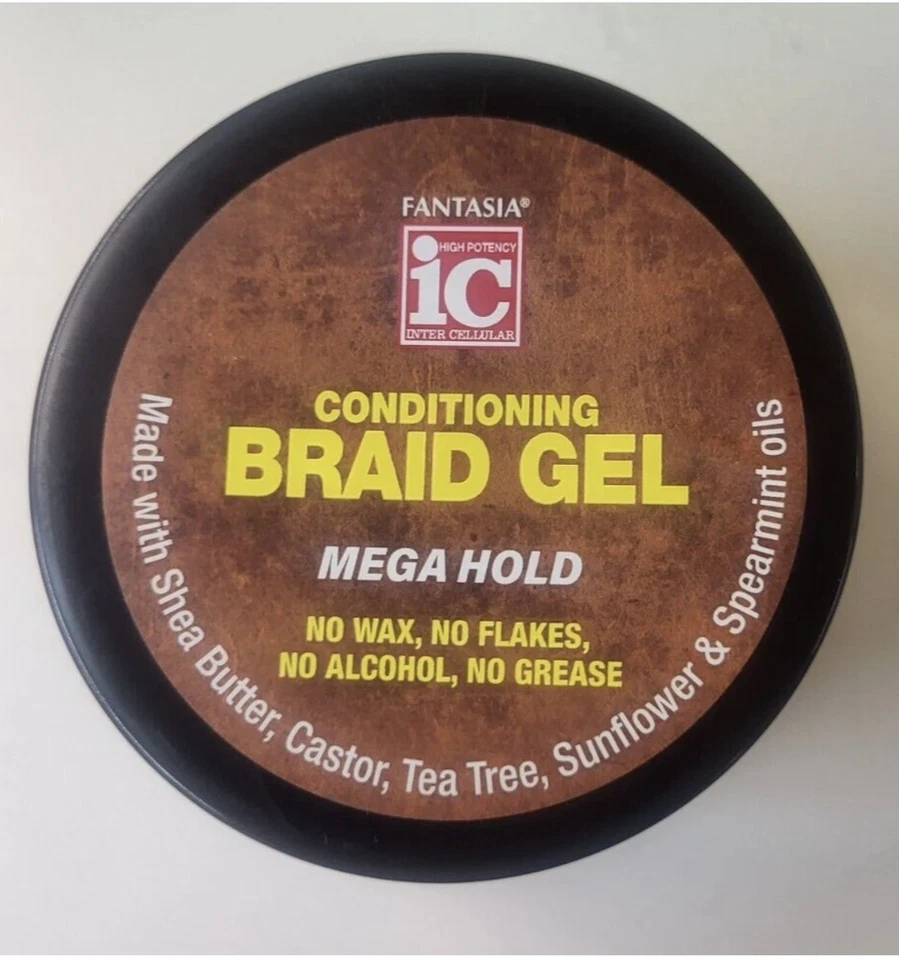 FANTASIA®
HIGH POTENCY
iC
INTER CELLULAR
CONDITIONING
BRAID GEL
MEGA HOLD
NO WAX, NO FLAKES,
NO ALCOHOL, NO GREASE
Made with Shea Butter, Castor, Tea Tree, Sunflower & Spearmint oils